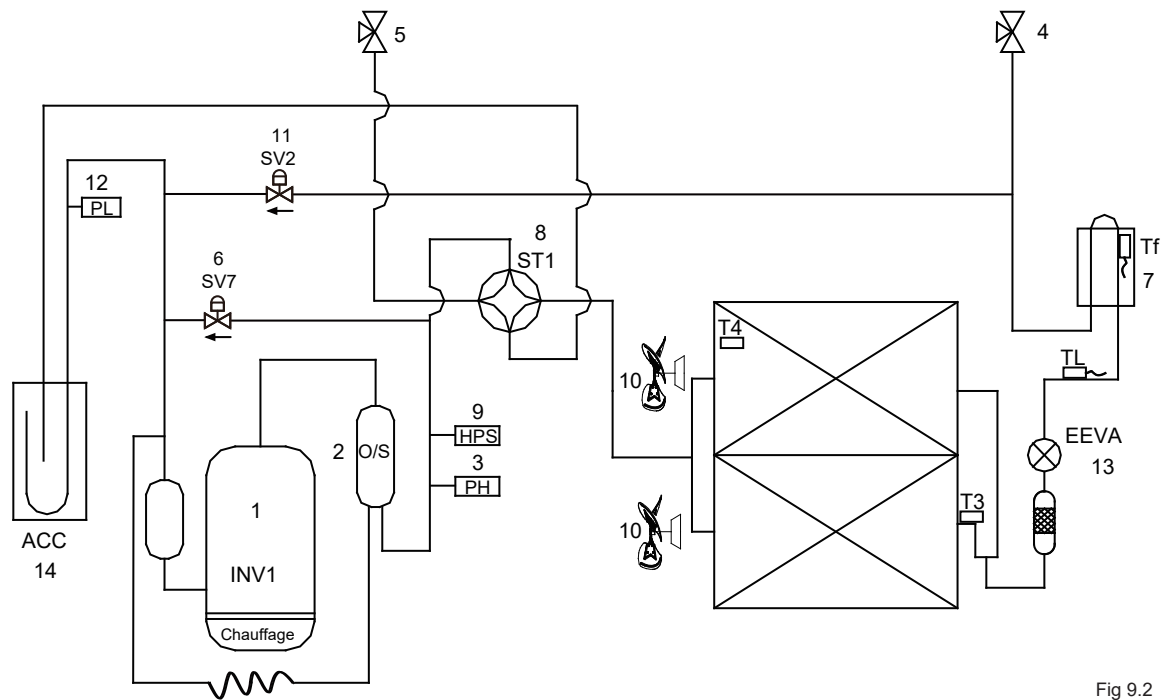 5
4
11
SV2
12
PL
8
ST1
Tf
7
6
SV7
T4
TL
10
9
HPS
EEVA
13
2
O/S
3
PH
T3
1
10
ACC
14
INV1
Chauffage
Fig 9.2